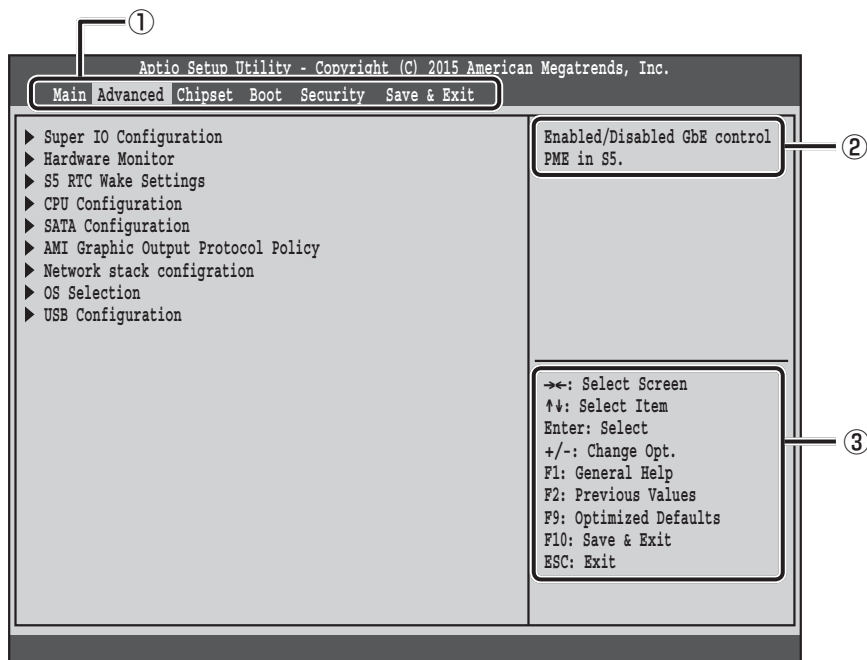 ①
Aptio Setup Utility - Copyright (C) 2015 American Megatrends, Inc.
Main Advanced Chipset Boot Security Save & Exit
▶ Super IO Configuration
▶ Hardware Monitor
▶ S5 RTC Wake Settings
▶ CPU Configuration
▶ SATA Configuration
▶ AMI Graphic Output Protocol Policy
▶ Network stack configration
▶ OS Selection
▶ USB Configuration
Enabled/Disabled GbE control
PME in S5.
②
→←: Select Screen
↑↓: Select Item
Enter: Select
+/-: Change Opt.
F1: General Help
F2: Previous Values
F9: Optimized Defaults
F10: Save & Exit
ESC: Exit
③